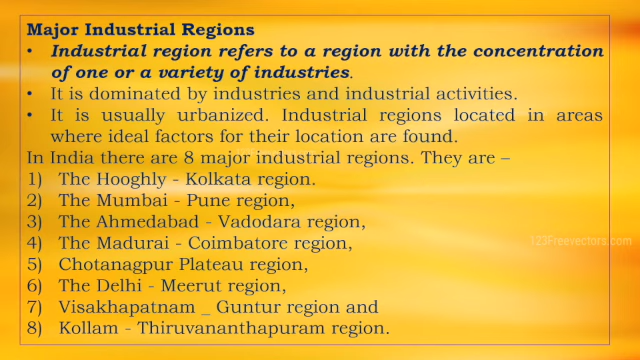 Major Industrial Regions
• Industrial region refers to a region with the concentration
of one or a variety of industries.
• It is dominated by industries and industrial activities.
• It is usually urbanized. Industrial regions located in areas
where ideal factors for their location are found.
In India there are 8 major industrial regions. They are –
1) The Hooghly - Kolkata region.
2) The Mumbai - Pune region,
3) The Ahmedabad - Vadodara region,
4) The Madurai - Coimbatore region,
123Freevectors.com
5) Chotanagpur Plateau region,
6) The Delhi - Meerut region,
7) Visakhapatnam _ Guntur region and
8) Kollam - Thiruvananthapuram region.